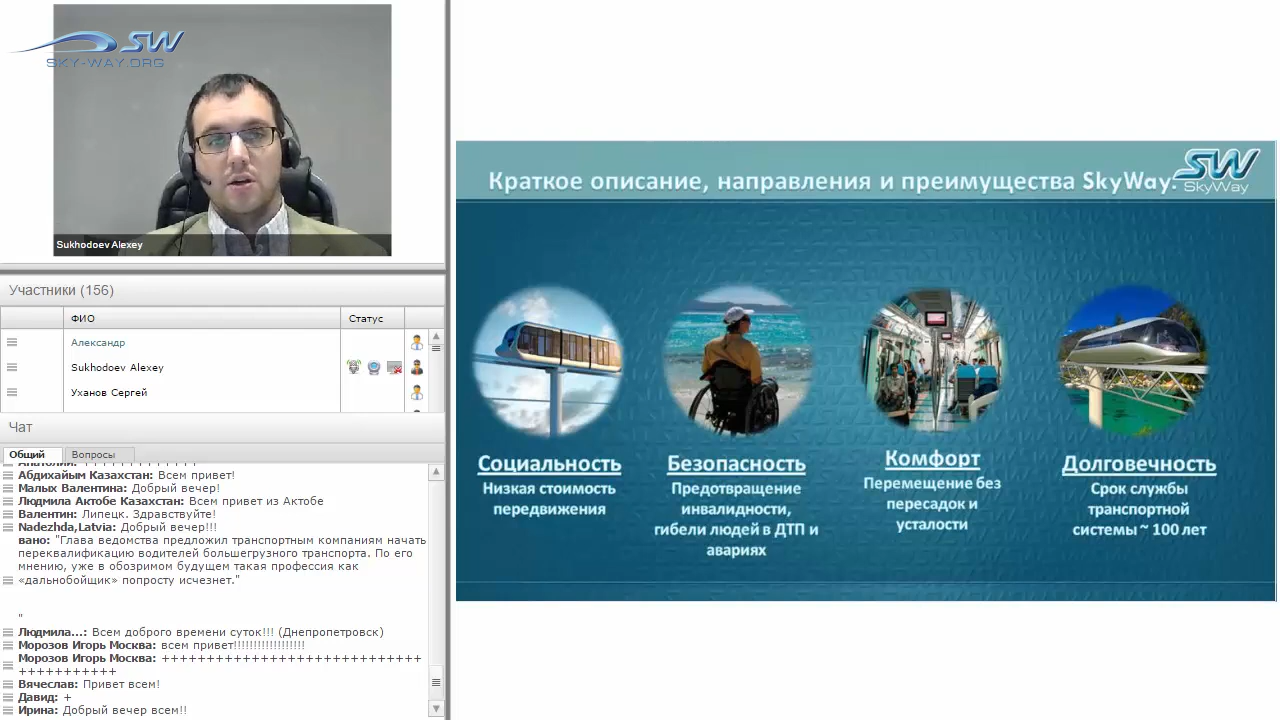 SW
SKY-WAY.ORG
Sukhodoev Alexey
Участники (156)
ФИО
Статус
Александр
Sukhodoev Alexey
Уханов Сергей
Чат
Общий
Вопросы
Абдихайым Казахстан: Всем привет!
Малых Валентина: Добрый вечер!
Людмила Актобе Казахстан: Всем привет из Актобе
Валентин: Липецк. Здравствуйте!
Nadezhda,Latvia: Добрый вечер!!!
вано: "Глава ведомства предложил транспортным компаниям начать
переквалификацию водителей большегрузного транспорта. По его
мнению, уже в обозримом будущем такая профессия как
«дальнобойщик» попросту исчезнет."
"
Людмила...: Всем доброго времени суток!!! (Днепропетровск)
Морозов Игорь Москва: всем привет!!!!!!!!!!!!!!!!!!
Морозов Игорь Москва: +++++++++++++++++++++++++++++
+++++++++++
Вячеслав: Привет всем!
Давид: +
Ирина: Добрый вечер всем!!
Краткое описание, направления и преимущества SkyWay:
SW
SkyWay
Социальность
Низкая стоимость
передвижения
Безопасность
Предотвращение
инвалидности,
гибели людей в ДТП и
авариях
Комфорт
Перемещение без
пересадок и
усталости
Долговечность
Срок службы
транспортной
системы ~ 100 лет